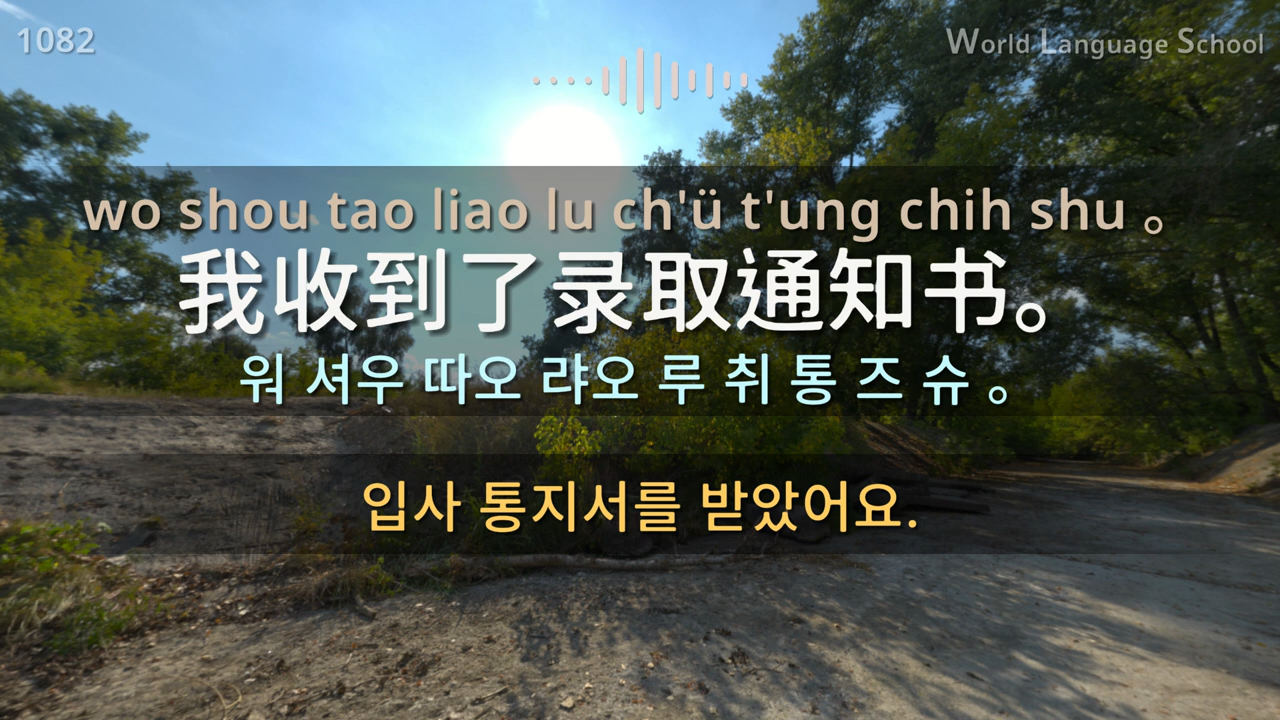 1082
World Language School
wo shou tao liao lu ch'ü t'ung chih shu 。
我收到了录取通知书。
워 셔우 따오 랴오 루 취 통 즈 슈 。
입사 통지서를 받았어요.